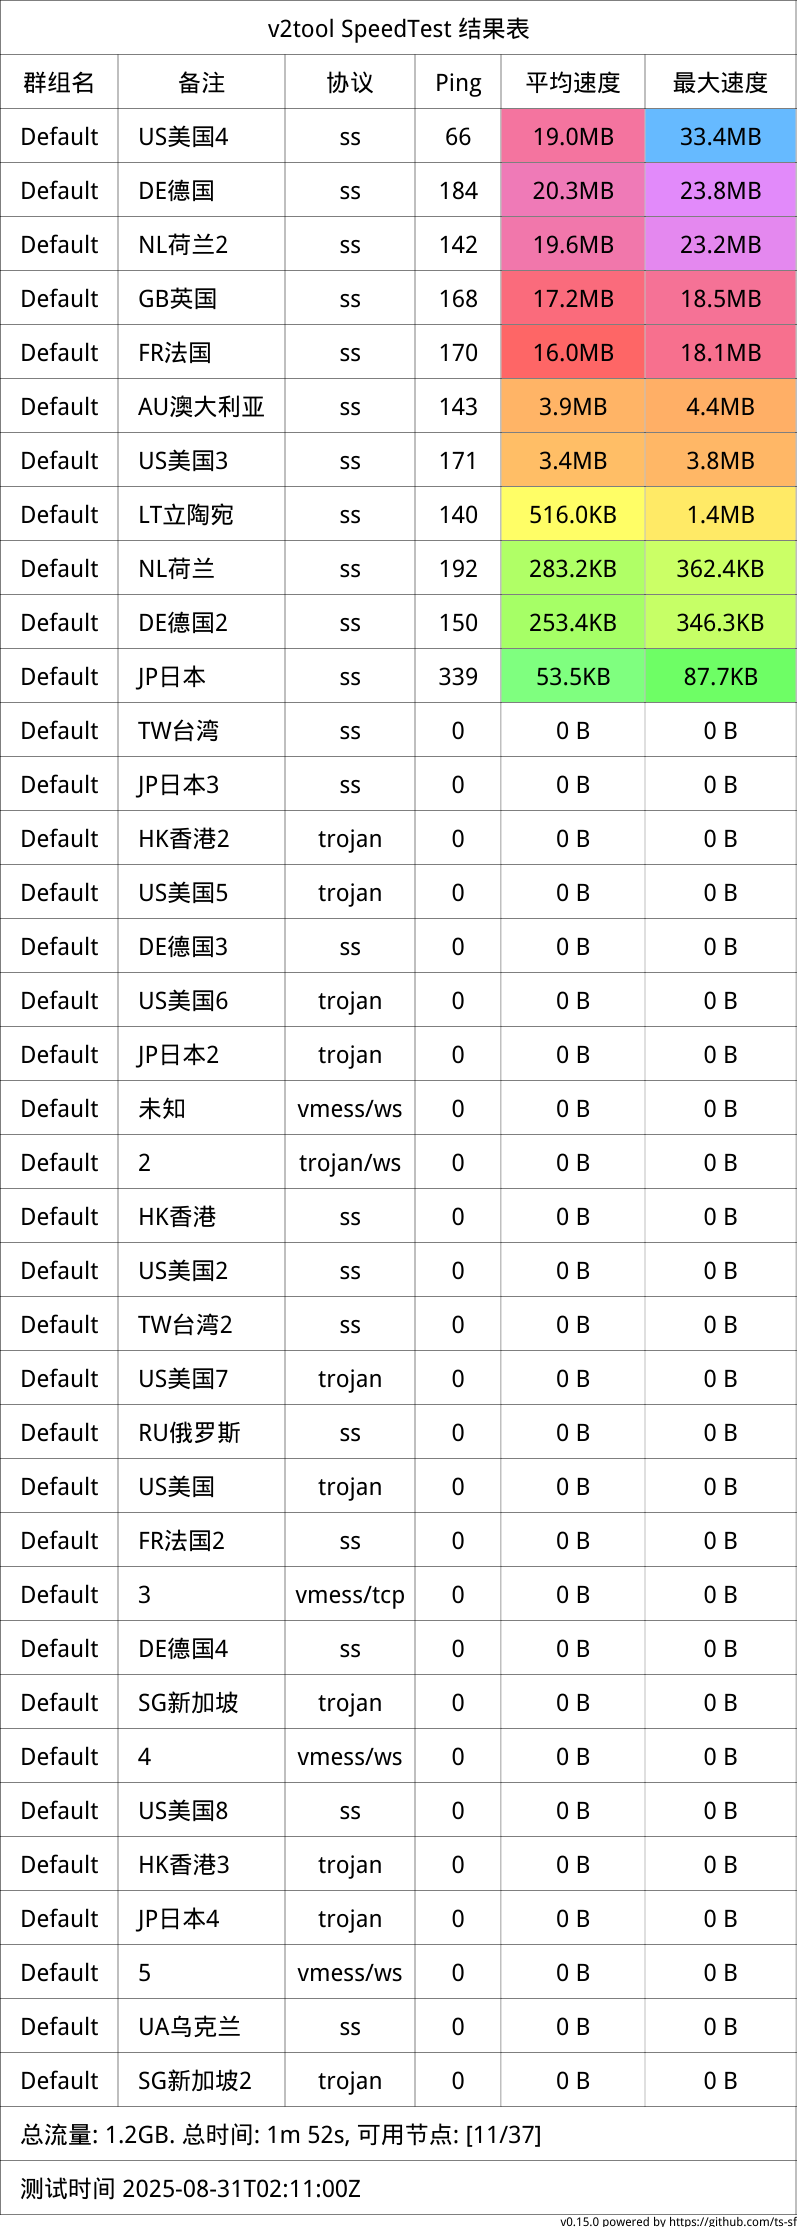 v2tool SpeedTest 结果表
群组名 备注 协议 Ping 平均速度 最大速度
Default US美国4 ss 66 19.0MB 33.4MB
Default DE德国 ss 184 20.3MB 23.8MB
Default NL荷兰2 ss 142 19.6MB 23.2MB
Default GB英国 ss 168 17.2MB 18.5MB
Default FR法国 ss 170 16.0MB 18.1MB
Default AU澳大利亚 ss 143 3.9MB 4.4MB
Default US美国3 ss 171 3.4MB 3.8MB
Default LT立陶宛 ss 140 516.0KB 1.4MB
Default NL荷兰 ss 192 283.2KB 362.4KB
Default DE德国2 ss 150 253.4KB 346.3KB
Default JP日本 ss 339 53.5KB 87.7KB
Default TW台湾 ss 0 0 B 0 B
Default JP日本3 ss 0 0 B 0 B
Default HK香港2 trojan 0 0 B 0 B
Default US美国5 trojan 0 0 B 0 B
Default DE德国3 ss 0 0 B 0 B
Default US美国6 trojan 0 0 B 0 B
Default JP日本2 trojan 0 0 B 0 B
Default 未知 vmess/ws 0 0 B 0 B
Default 2 trojan/ws 0 0 B 0 B
Default HK香港 ss 0 0 B 0 B
Default US美国2 ss 0 0 B 0 B
Default TW台湾2 ss 0 0 B 0 B
Default US美国7 trojan 0 0 B 0 B
Default RU俄罗斯 ss 0 0 B 0 B
Default US美国 trojan 0 0 B 0 B
Default FR法国2 ss 0 0 B 0 B
Default 3 vmess/tcp 0 0 B 0 B
Default DE德国4 ss 0 0 B 0 B
Default SG新加坡 trojan 0 0 B 0 B
Default 4 vmess/ws 0 0 B 0 B
Default US美国8 ss 0 0 B 0 B
Default HK香港3 trojan 0 0 B 0 B
Default JP日本4 trojan 0 0 B 0 B
Default 5 vmess/ws 0 0 B 0 B
Default UA乌克兰 ss 0 0 B 0 B
Default SG新加坡2 trojan 0 0 B 0 B
总流量: 1.2GB. 总时间: 1m 52s, 可用节点: [11/37]
测试时间 2025-08-31T02:11:00Z
v0.15.0 powered by https://github.com/ts-sf